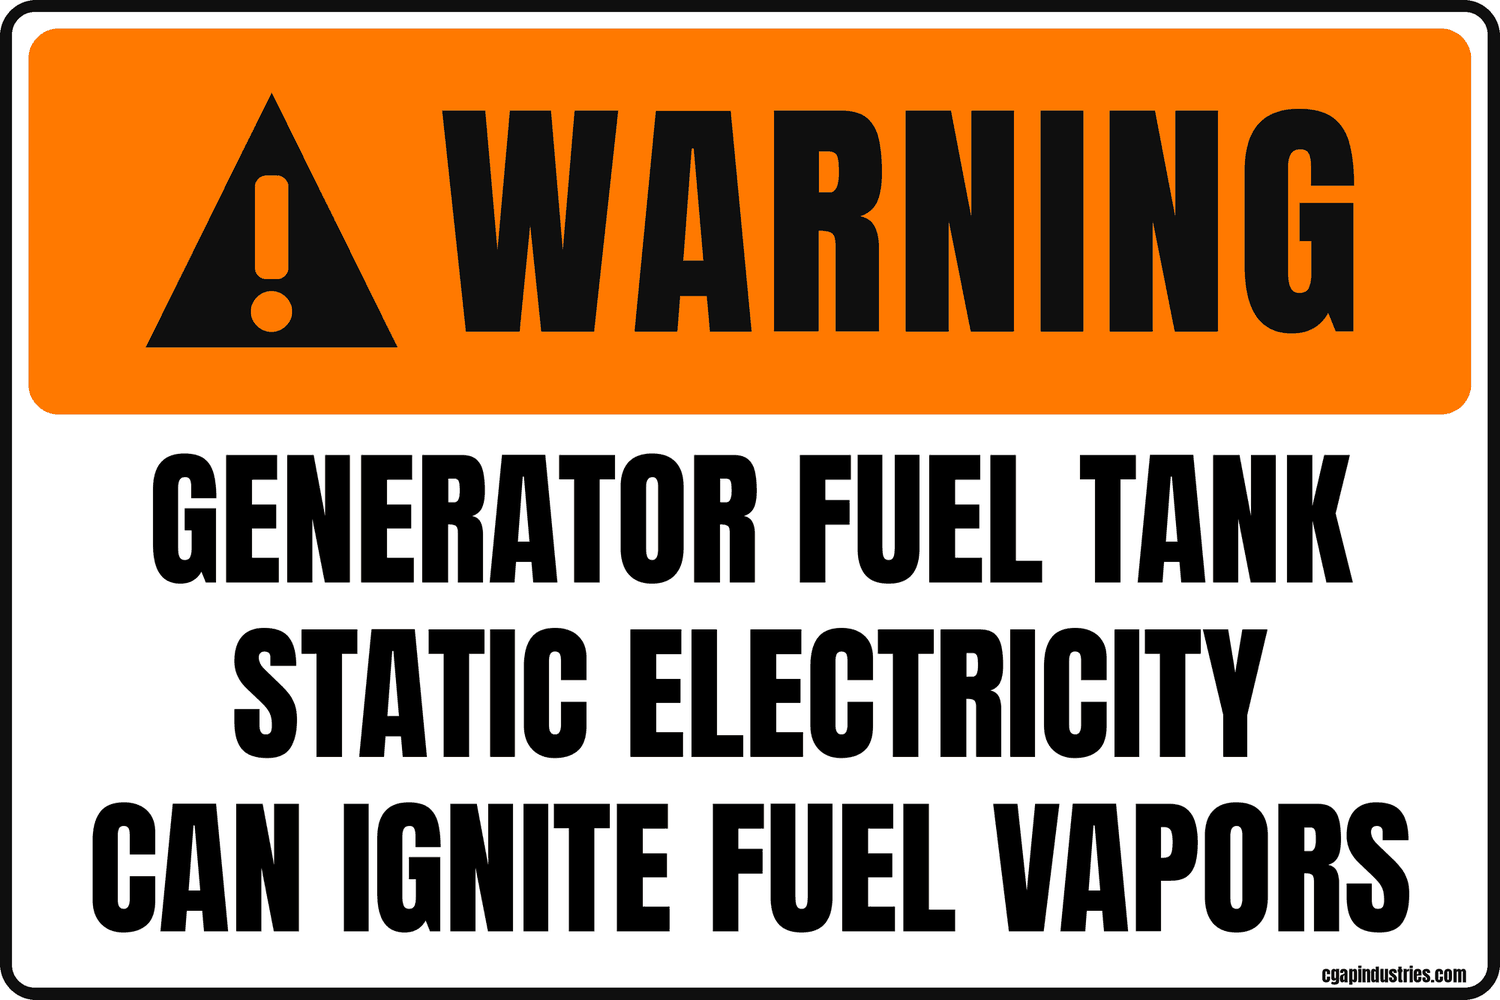 WARNING
GENERATOR FUEL TANK
STATIC ELECTRICITY
CAN IGNITE FUEL VAPORS
cgapindustries.com